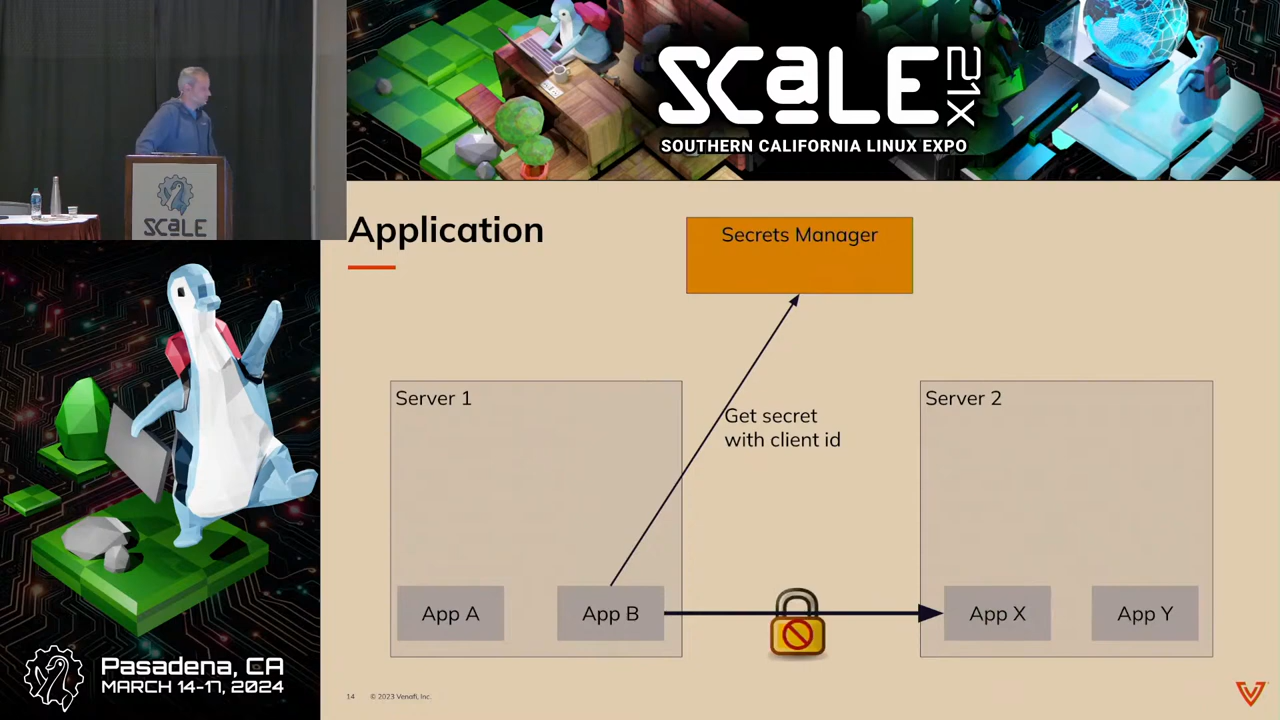 SCaLE 21X
SOUTHERN CALIFORNIA LINUX EXPO
SCaLE
Application
Secrets Manager
Server 1
Server 2
Get secret
with client id
App A
App B
App X
App Y
Pasadena, CA
MARCH 14-17, 2024
14
© 2023 Venafi, Inc.